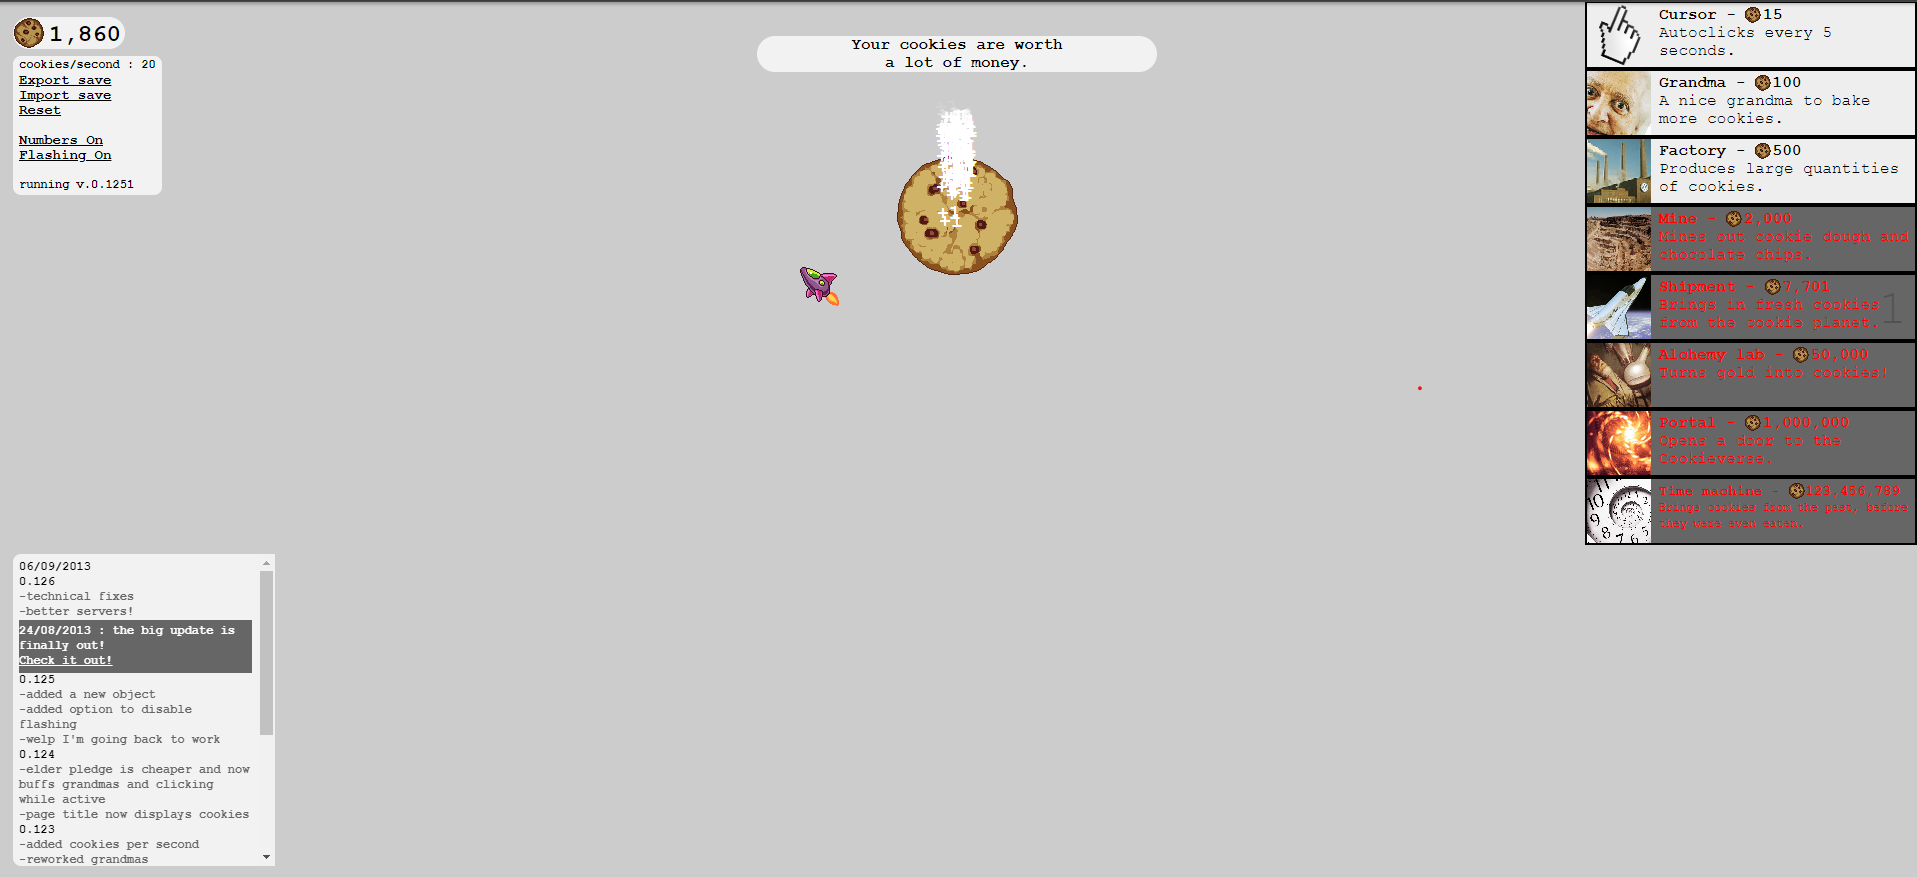 1,860
cookies/second : 20
Export save
Import save
Reset
Numbers On
Flashing On
running v.0.1251
Your cookies are worth
a lot of money.
+1
+1
Cursor - 15
Autoclicks every 5
seconds.
Grandma - 100
A nice grandma to bake
more cookies.
Factory - 500
Produces large quantities
of cookies.
Mine - 2,000
Mines out cookie dough and
chocolate chips.
Shipment - 7,701
Brings in fresh cookies
from the cookie planet.
1
Alchemy lab - 50,000
Turns gold into cookies!
Portal - 1,000,000
Opens a door to the
Cookieverse.
Time machine - 123,456,789
Brings cookies from the past, before
they were even eaten.
06/09/2013
0.126
-technical fixes
-better servers!
24/08/2013 : the big update is
finally out!
Check it out!
0.125
-added a new object
-added option to disable
flashing
-welp I'm going back to work
0.124
-elder pledge is cheaper and now
buffs grandmas and clicking
while active
-page title now displays cookies
0.123
-added cookies per second
-reworked grandmas